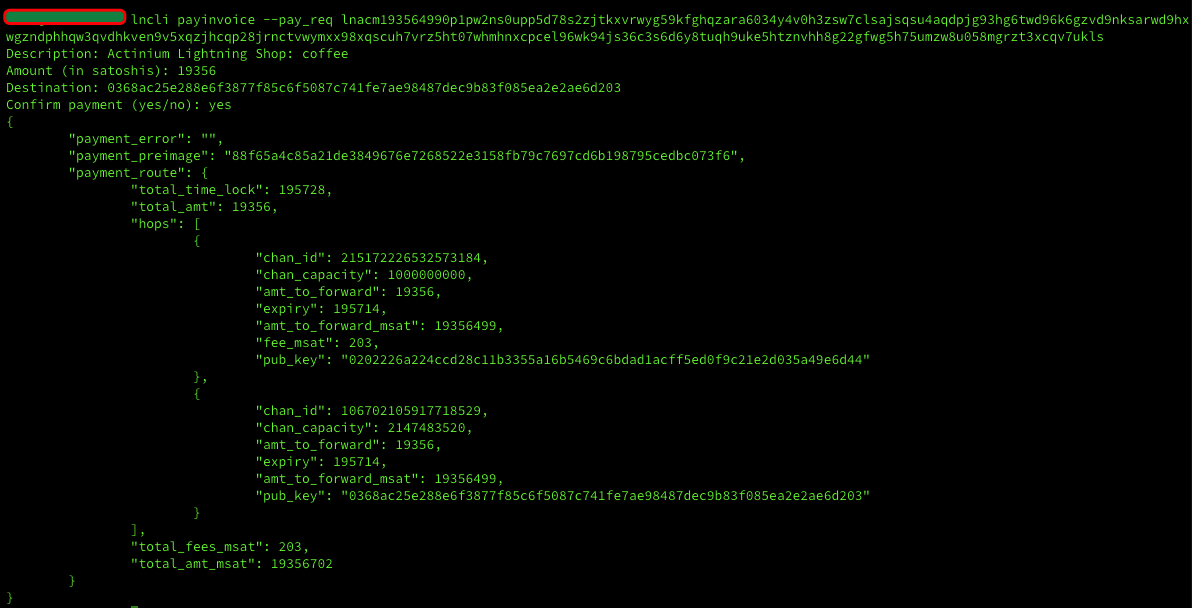 lncli payinvoice --pay_req lnacm193564990p1pw2ns0upp5d78s2zjtkxvrwyg59kfghqzara6034y4v0h3zsw7clsajsqsu4aqdpjg93hg6twd96k6gzvd9nksarwd9hx
wgzndphhqw3qvdhkven9v5xqzjhcqp28jrnctvwymxx98xqscuh7vrz5ht07whmhnxcpcel96wk94js36c3s6d6y8tuqh9uke5htznvhh8g22gfwg5h75umzw8u058mgrzt3xcqv7ukls
Description: Actinium Lightning Shop: coffee
Amount (in satoshis): 19356
Destination: 0368ac25e288e6f3877f85c6f5087c741fe7ae98487dec9b83f085ea2e2ae6d203
Confirm payment (yes/no): yes
{
"payment_error": "",
"payment_preimage": "88f65a4c85a21de3849676e7268522e3158fb79c7697cd6b198795cedbc073f6",
"payment_route": {
"total_time_lock": 195728,
"total_amt": 19356,
"hops": [
{
"chan_id": 215172226532573184,
"chan_capacity": 1000000000,
"amt_to_forward": 19356,
"expiry": 195714,
"amt_to_forward_msat": 19356499,
"fee_msat": 203,
"pub_key": "0202226a224ccd28c11b3355a16b5469c6bdad1acff5ed0f9c21e2d035a49e6d44"
},
{
"chan_id": 106702105917718529,
"chan_capacity": 2147483520,
"amt_to_forward": 19356,
"expiry": 195714,
"amt_to_forward_msat": 19356499,
"pub_key": "0368ac25e288e6f3877f85c6f5087c741fe7ae98487dec9b83f085ea2e2ae6d203"
}
],
"total_fees_msat": 203,
"total_amt_msat": 19356702
}
}